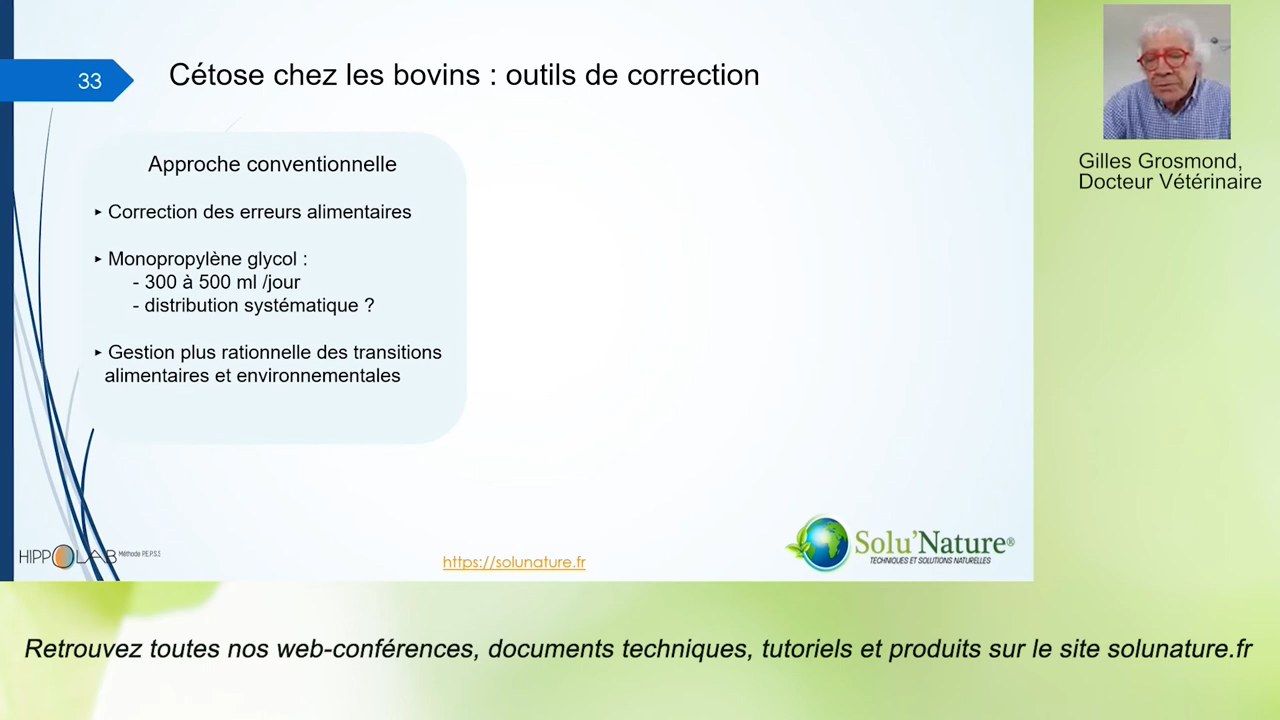 33
Cétose chez les bovins : outils de correction
Approche conventionnelle
▸ Correction des erreurs alimentaires
▸ Monopropylène glycol :
- 300 à 500 ml /jour
- distribution systématique ?
▸ Gestion plus rationnelle des transitions
alimentaires et environnementales
Gilles Grosmond,
Docteur Vétérinaire
HIPPOLAB Méthode P.E.P.S.S
https://solunature.fr
Solu'Nature®
TECHNIQUES ET SOLUTIONS NATURELLES
Retrouvez toutes nos web-conférences, documents techniques, tutoriels et produits sur le site solunature.fr